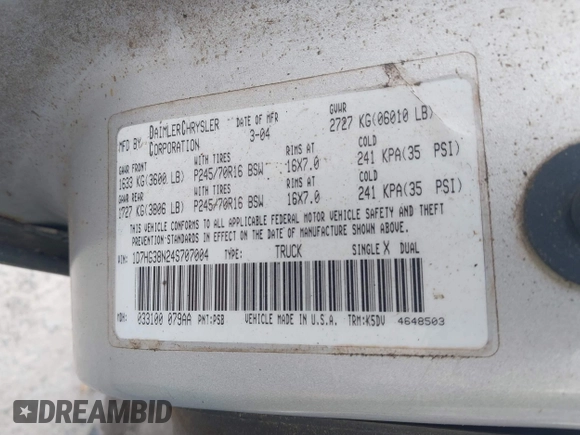 MFD BY DAIMLERCHRYSLER CORPORATION DATE OF MFR 3-04 GVWR 2727 KG(06010 LB)
GAWR FRONT WITH TIRES RIMS AT COLD
1633 KG(3600 LB) P245/70R16 BSW 16X7.0 241 KPA(35 PSI)
GAWR REAR WITH TIRES RIMS AT COLD
1727 KG(3806 LB) P245/70R16 BSW 16X7.0 241 KPA(35 PSI)
THIS VEHICLE CONFORMS TO ALL APPLICABLE FEDERAL MOTOR VEHICLE SAFETY AND THEFT
PREVENTION STANDARDS IN EFFECT ON THE DATE OF MANUFACTURE SHOWN ABOVE.
VIN: 1D7HG38N24S707004 TYPE: TRUCK SINGLE X DUAL
MDH: 033100 079AA PNT: PSB VEHICLE MADE IN U.S.A. TRM: K5DV 4648503
DREAMBID